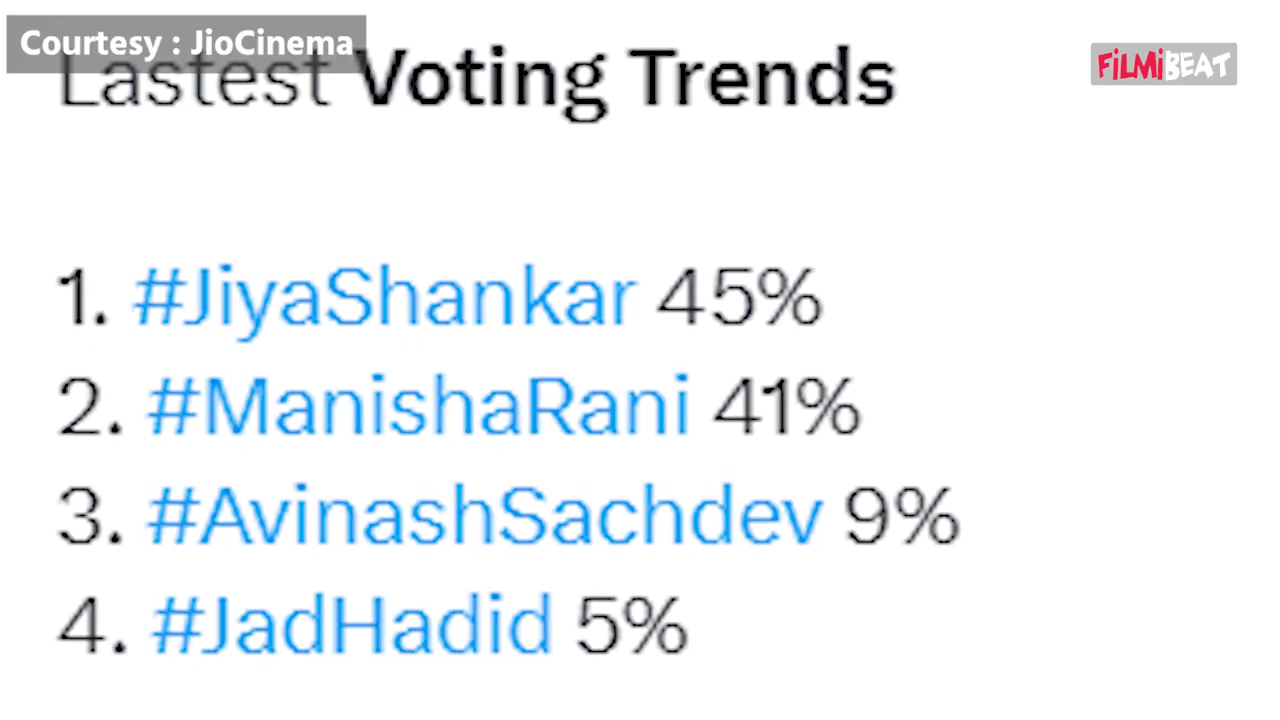 Courtesy : JioCinema
FILMIBEAT
Lastest Voting Trends
1. #JiyaShankar 45%
2. #ManishaRani 41%
3. #AvinashSachdev 9%
4. #JadHadid 5%